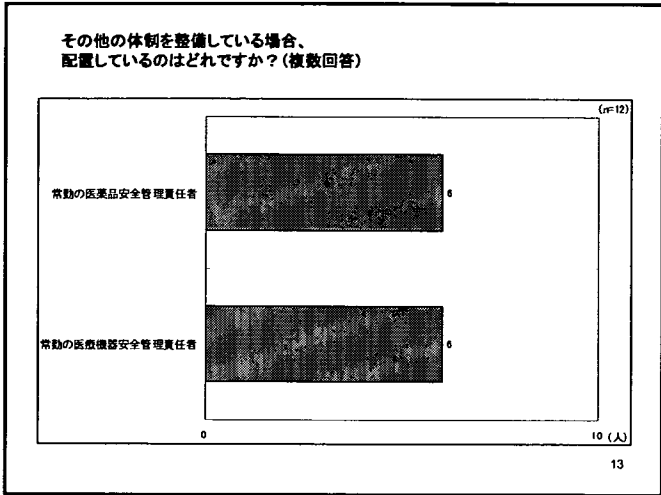 その他の体制を整備している場合、
配置しているのはどれですか？（複数回答）
(n=12)
常勤の医薬品安全管理責任者
6
常勤の医療機器安全管理責任者
6
0
10 (人)
13